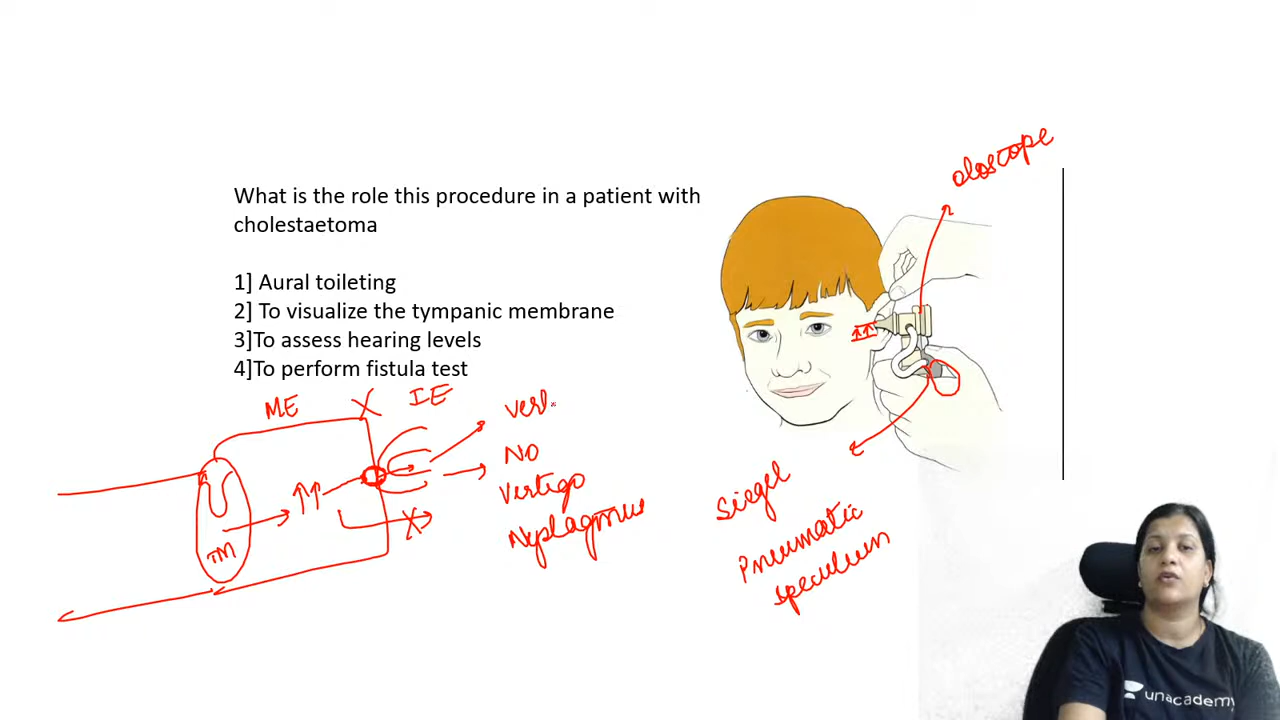 What is the role this procedure in a patient with
cholestaetoma
1] Aural toileting
2] To visualize the tympanic membrane
3]To assess hearing levels
4]To perform fistula test
otoscope
ME
IE
vert
NO
Vertigo
Nystagmus
TM
Siegel
Pneumatic
speculum
unacademy